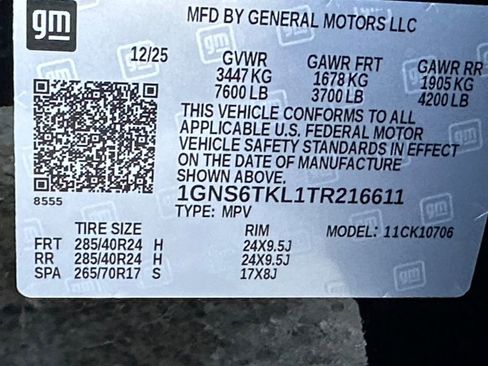 gm
MFD BY GENERAL MOTORS LLC
12/25 GVWR GAWR FRT GAWR RR
3447 KG 1678 KG 1905 KG
7600 LB 3700 LB 4200 LB
THIS VEHICLE CONFORMS TO ALL
APPLICABLE U.S. FEDERAL MOTOR
VEHICLE SAFETY STANDARDS IN EFFECT
ON THE DATE OF MANUFACTURE
SHOWN ABOVE.
8555
1GNS6TKL1TR216611
TYPE: MPV
TIRE SIZE RIM MODEL: 11CK10706
FRT 285/40R24 H 24X9.5J
RR 285/40R24 H 24X9.5J
SPA 265/70R17 S 17X8J